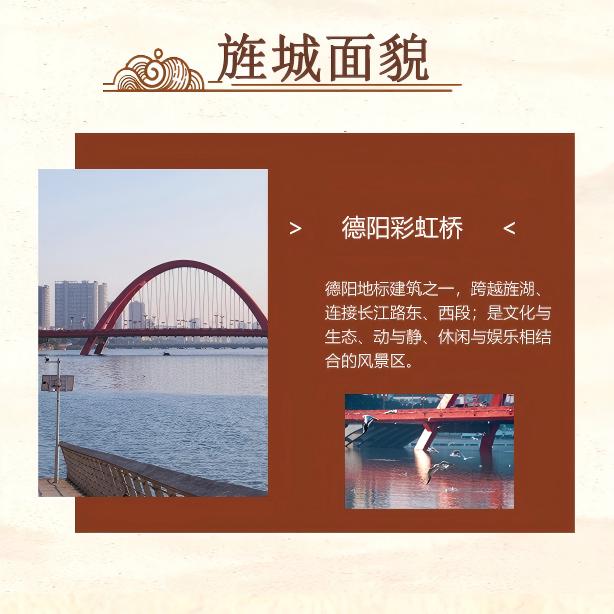 旌城面貌
> 德阳彩虹桥 <
德阳地标建筑之一，跨越旌湖、
连接长江路东、西段；是文化与
生态、动与静、休闲与娱乐相结
合的风景区。